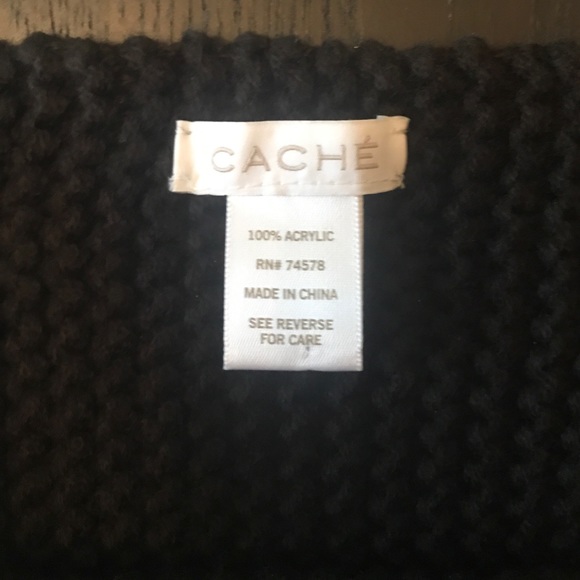 CACHÉ
100% ACRYLIC
RN# 74578
MADE IN CHINA
SEE REVERSE
FOR CARE